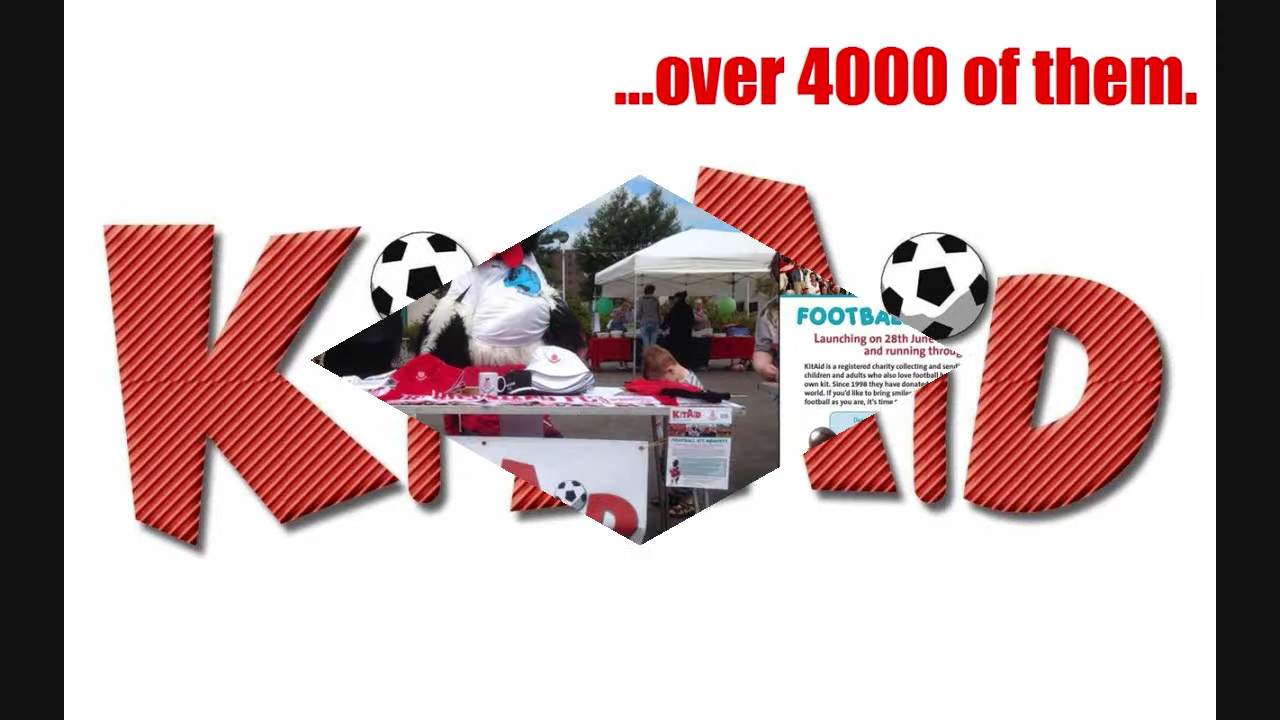 ...over 4000 of them.
KitAiD
FOOTBAL
Launching on 28th June
and running throug
KitAid is a registered charity collecting and sendi
children and adults who also love football
own kit. Since 1998 they have donated
world. If you'd like to bring smiles
football as you are, it's time
KITAID